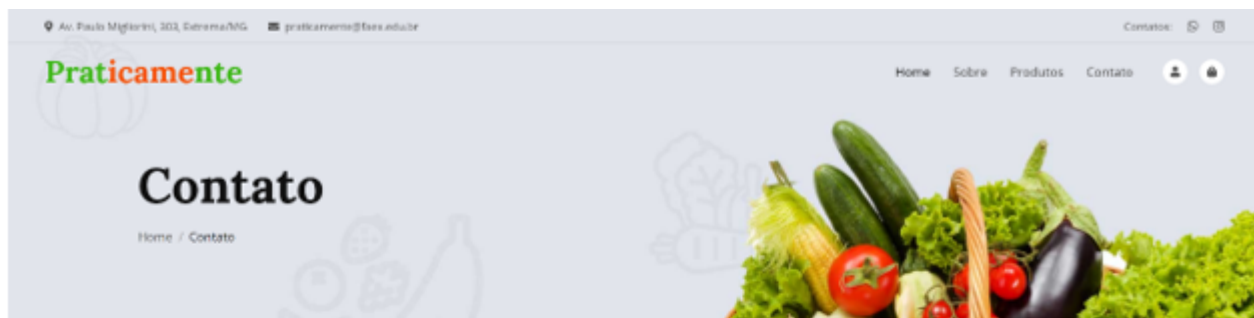 Av. Paulo Migliorini, 303, Extrema/MG praticamente@faex.edu.br Contatos:
Praticamente Home Sobre Produtos Contato
Contato
Home / Contato